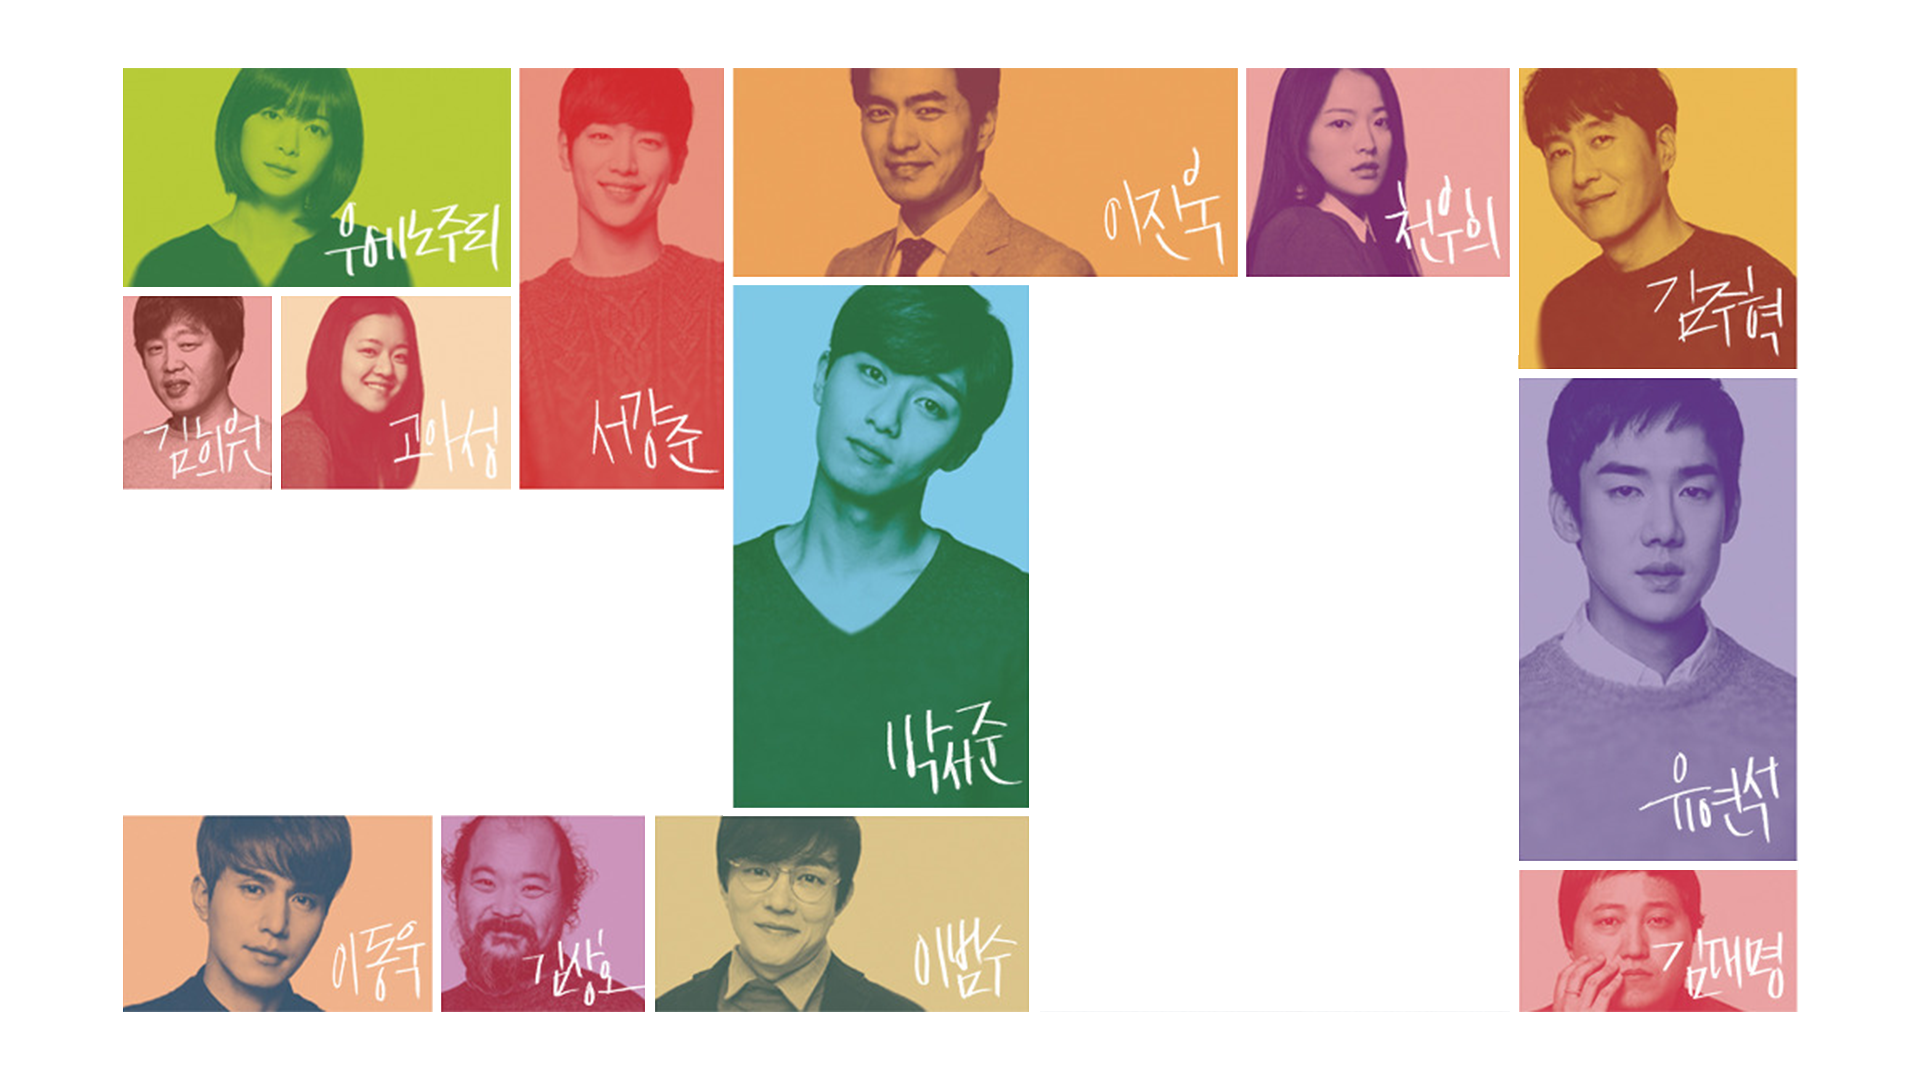 우에노주리
서강준
이진욱
천우희
김주혁
김희원
고아성
박서준
유연석
이동욱
김상호
이범수
김대명